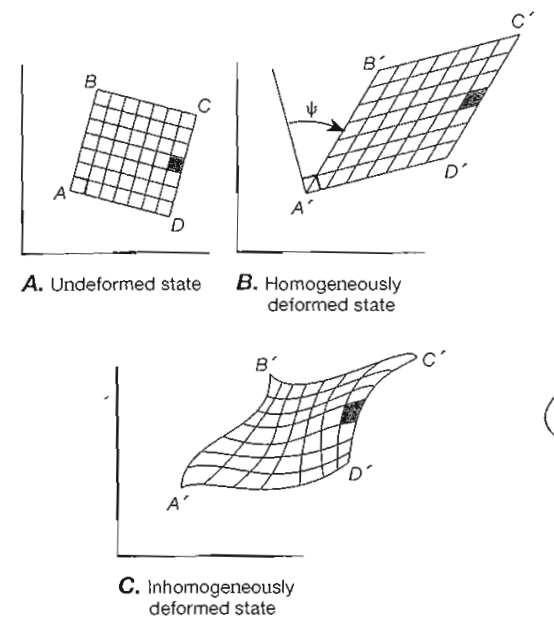 C′
B′
B
C
ψ
A
D
A′
D′
A. Undeformed state
B. Homogeneously
deformed state
B′
C′
D′
A′
C. Inhomogeneously
deformed state